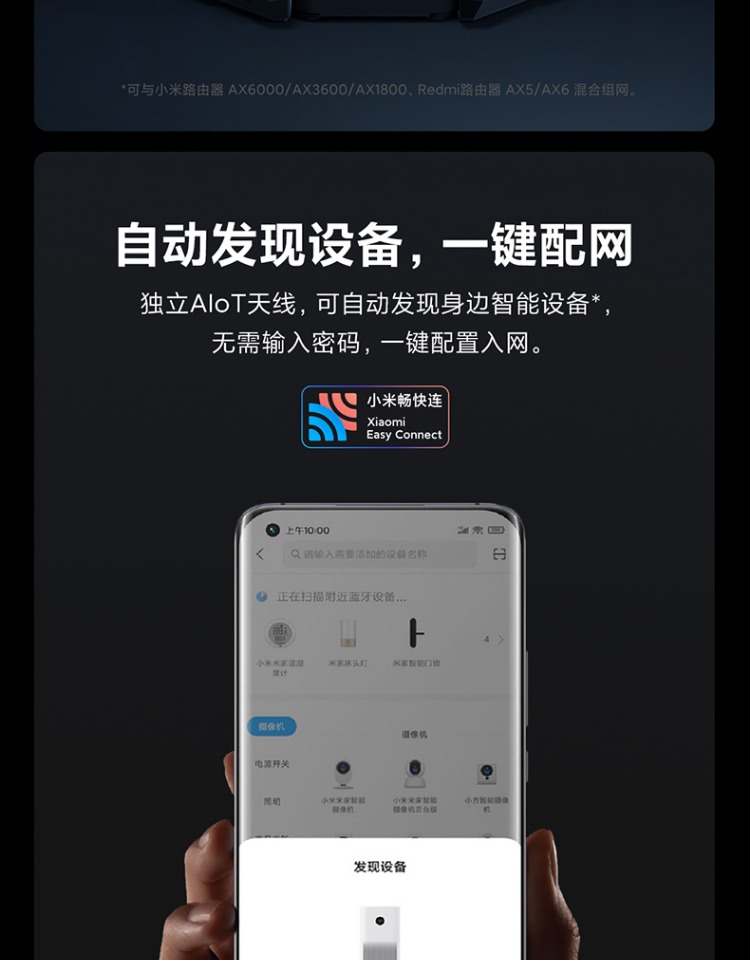 *可与小米路由器 AX6000/AX3600/AX1800、Redmi路由器 AX5/AX6 混合组网。
自动发现设备，一键配网
独立AIoT天线，可自动发现身边智能设备*，
无需输入密码，一键配置入网。
小米畅快连
Xiaomi
Easy Connect
上午10:00
请输入需要添加的设备名称
正在扫描附近蓝牙设备...
小米米家温湿
度计
米家床头灯
米家智能门锁
4
摄像机
摄像机
电源开关
照明
小米米家智能
摄像机
小米米家智能
摄像机云台版
小方智能摄像
机
发现设备